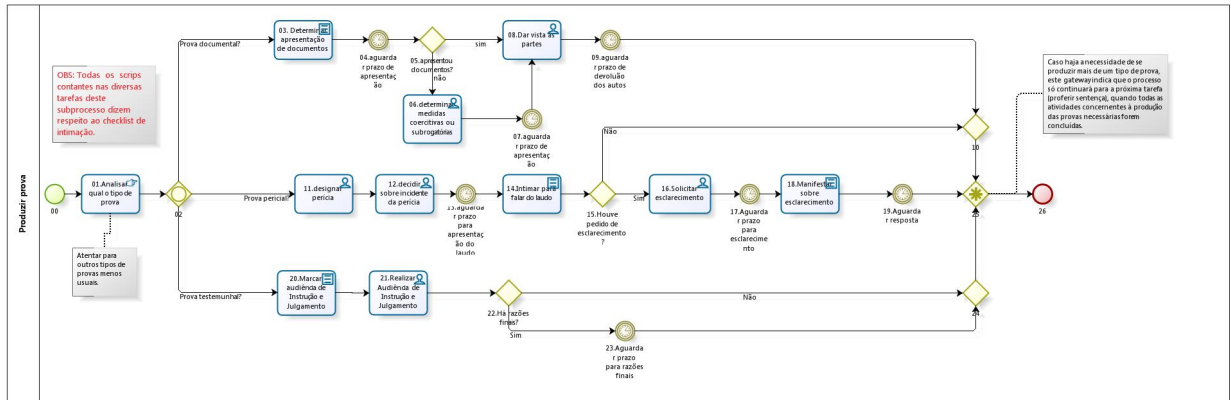 Produzir prova
OBS: Todas os scrips
contantes nas diversas
tarefas deste
subprocesso dizem
respeito ao checklist de
intimação.
00
01.Analisar
qual o tipo de
prova
Atentar para
outros tipos de
provas menos
usuais.
02
Prova documental?
03. Determinar
apresentação
de documentos
04.aguarda
r prazo de
apresentaç
ão
05.apresentou
documentos?
não
sim
06.determinar
medidas
coercitivas ou
subrogatórias
07.aguarda
r prazo de
apresentaç
ão
08.Dar vista às
partes
09.aguarda
r prazo de
devoluão
dos autos
10
Prova pericial?
11.designar
perícia
12.decidir
sobre incidente
da perícia
13.aguarda
r prazo
para
apresentaç
ão do
laudo
14.Intimar para
falar do laudo
15.Houve
pedido de
esclarecimento
?
Não
Sim
16.Solicitar
esclarecimento
17.Aguarda
r prazo
para
esclarecime
nto
18.Manifestar
sobre
esclarecimento
19.Aguarda
r resposta
25
26
Prova testemunhal?
20.Marcar
audiência de
Instrução e
Julgamento
21.Realizar
Audiência de
Instrução e
Julgamento
22.Há razões
finais?
Não
Sim
23.Aguarda
r prazo
para razões
finais
24
Caso haja a necessidade de se
produzir mais de um tipo de prova,
este gateway indica que o processo
só continuará para a próxima tarefa
(proferir sentença), quando todas as
atividades concernentes à produção
das provas necessárias forem
concluídas.